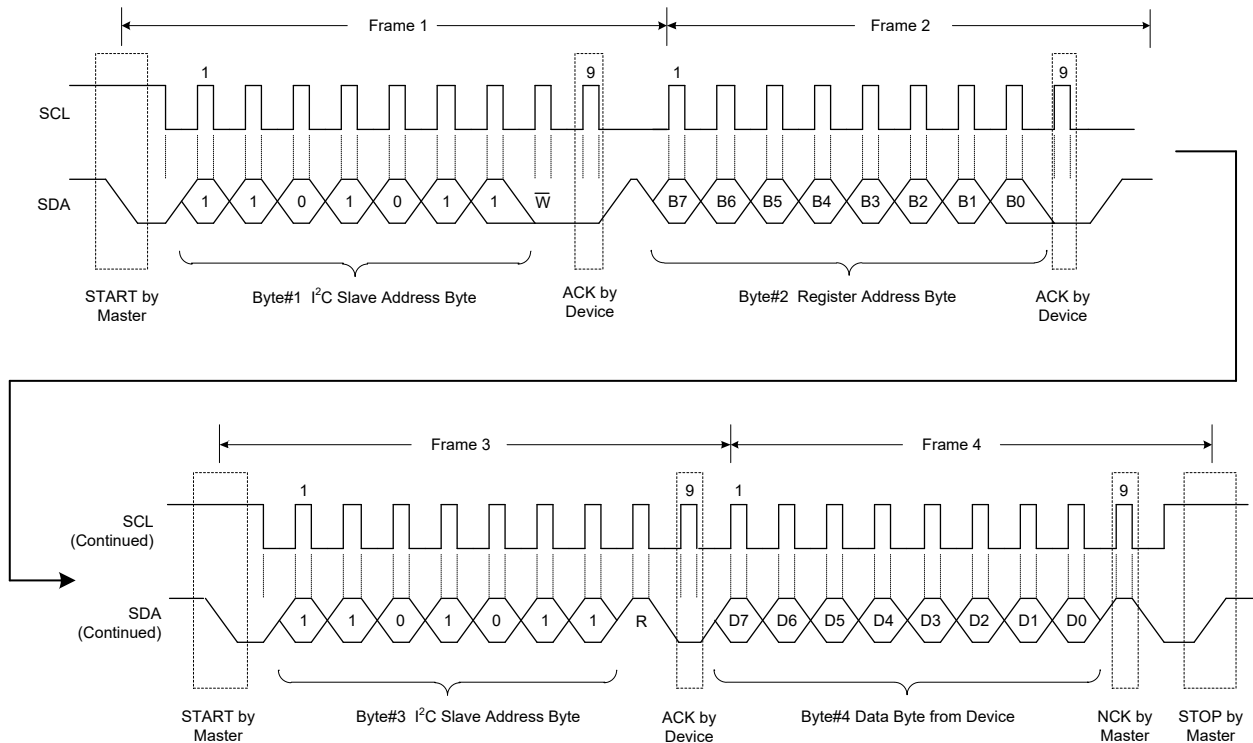 Frame 1 Frame 2
1 9 1 9
SCL
SDA 1 1 0 1 0 1 1 W̅ B7 B6 B5 B4 B3 B2 B1 B0
START by
Master
Byte#1 I²C Slave Address Byte
ACK by
Device
Byte#2 Register Address Byte
ACK by
Device
Frame 3 Frame 4
1 9 1 9
SCL
(Continued)
SDA
(Continued)
1 1 0 1 0 1 1 R D7 D6 D5 D4 D3 D2 D1 D0
START by
Master
Byte#3 I²C Slave Address Byte
ACK by
Device
Byte#4 Data Byte from Device
NCK by
Master
STOP by
Master